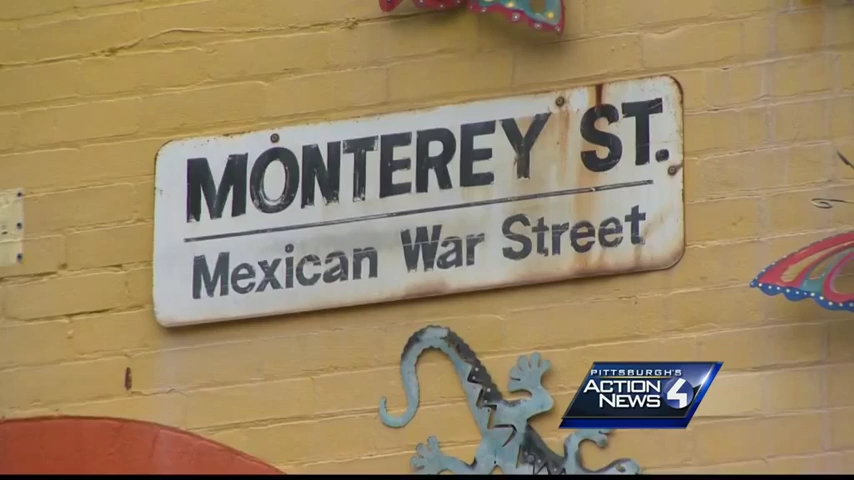 MONTEREY ST.
Mexican War Street
PITTSBURGH'S
ACTION
NEWS 4